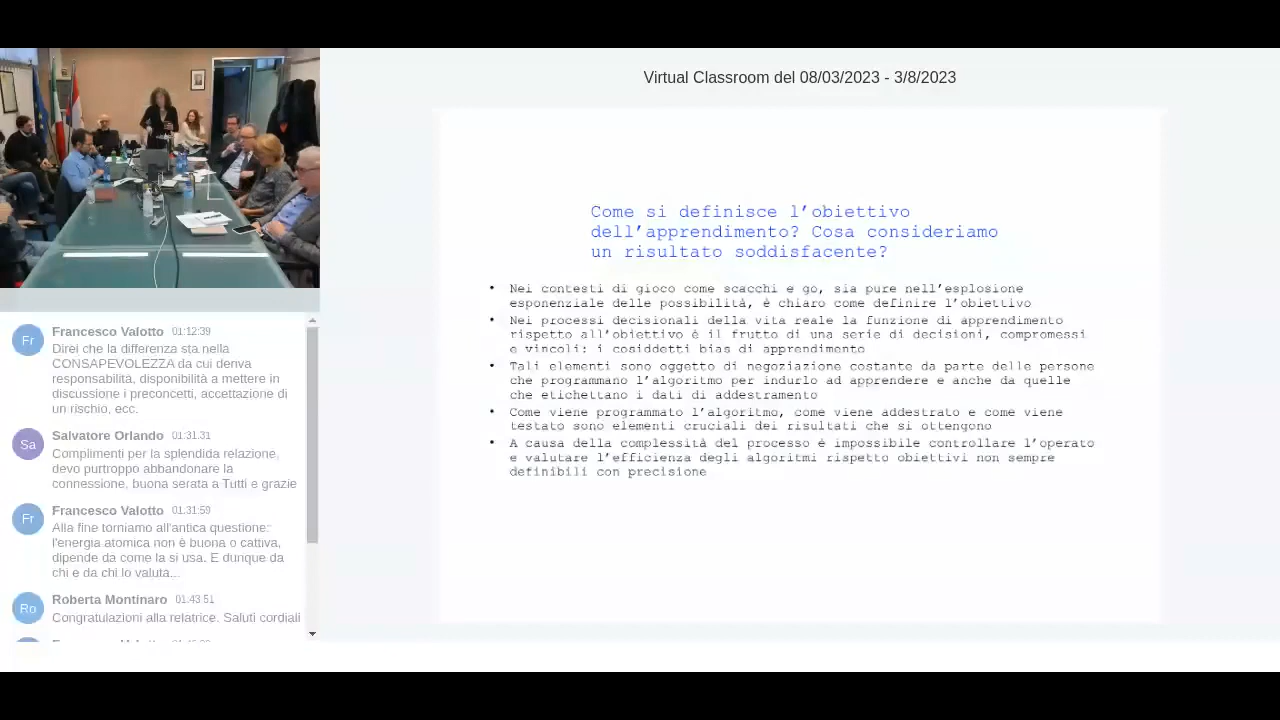 Virtual Classroom del 08/03/2023 - 3/8/2023
Come si definisce l'obiettivo
dell'apprendimento? Cosa consideriamo
un risultato soddisfacente?
• Nei contesti di gioco come scacchi e go, sia pure nell'esplosione
esponenziale delle possibilità, è chiaro come definire l'obiettivo
• Nei processi decisionali della vita reale la funzione di apprendimento
rispetto all'obiettivo è il frutto di una serie di decisioni, compromessi
e vincoli: i cosiddetti bias di apprendimento
• Tali elementi sono oggetto di negoziazione costante da parte delle persone
che programmano l'algoritmo per indurlo ad apprendere e anche da quelle
che etichettano i dati di addestramento
• Come viene programmato l'algoritmo, come viene addestrato e come viene
testato sono elementi cruciali dei risultati che si ottengono
• A causa della complessità del processo è impossibile controllare l'operato
e valutare l'efficienza degli algoritmi rispetto obiettivi non sempre
definibili con precisione
Fr
Francesco Valotto 01:12:39
Direi che la differenza sta nella
CONSAPEVOLEZZA da cui deriva
responsabilità, disponibilità a mettere in
discussione i preconcetti, accettazione di
un rischio, ecc.
Sa
Salvatore Orlando 01:31:31
Complimenti per la splendida relazione,
devo purtroppo abbandonare la
connessione, buona serata a Tutti e grazie
Fr
Francesco Valotto 01:31:59
Alla fine torniamo all'antica questione:
l'energia atomica non è buona o cattiva,
dipende da come la si usa. E dunque da
chi e da chi lo valuta...
Ro
Roberta Montinaro 01:43:51
Congratulazioni alla relatrice. Saluti cordiali